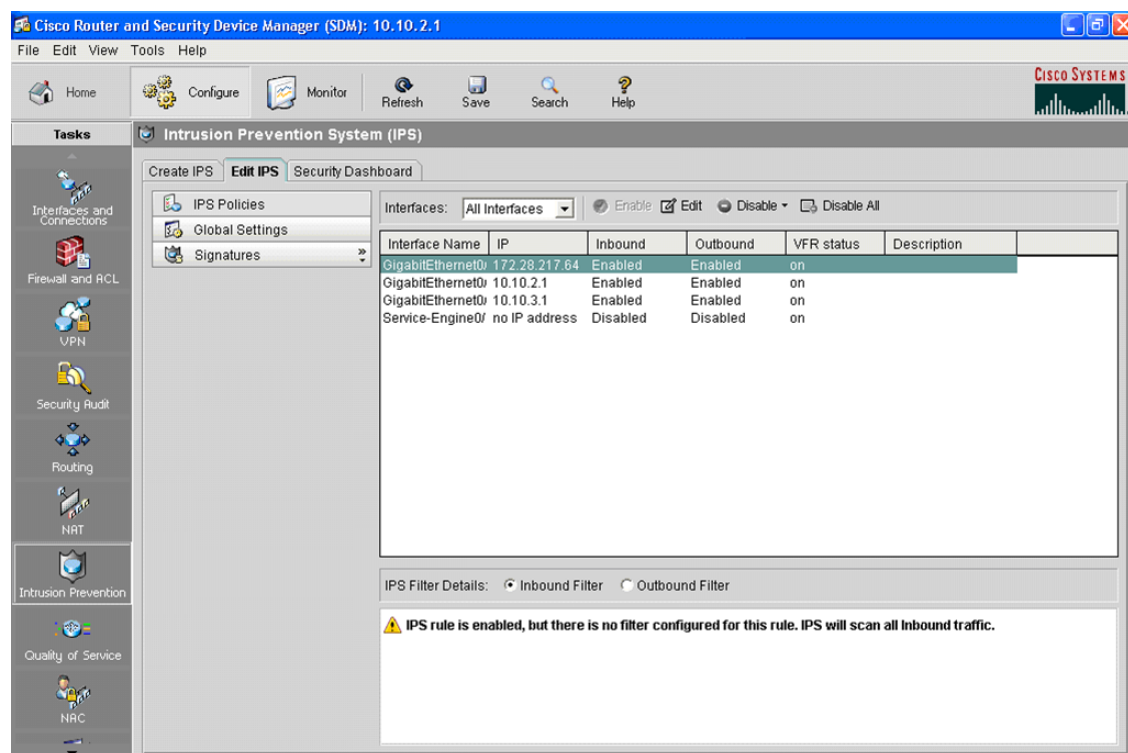 Cisco Router and Security Device Manager (SDM): 10.10.2.1
File Edit View Tools Help
Home Configure Monitor Refresh Save Search Help
CISCO SYSTEMS
Tasks
Intrusion Prevention System (IPS)
Create IPS Edit IPS Security Dashboard
Interfaces and Connections
Firewall and ACL
VPN
Security Audit
Routing
NAT
Intrusion Prevention
Quality of Service
NAC
IPS Policies
Global Settings
Signatures
Interfaces: All Interfaces Enable Edit Disable Disable All
Interface Name IP Inbound Outbound VFR status Description
GigabitEthernet0/ 172.28.217.64 Enabled Enabled on
GigabitEthernet0/ 10.10.2.1 Enabled Enabled on
GigabitEthernet0/ 10.10.3.1 Enabled Enabled on
Service-Engine0/ no IP address Disabled Disabled on
IPS Filter Details: Inbound Filter Outbound Filter
IPS rule is enabled, but there is no filter configured for this rule. IPS will scan all Inbound traffic.